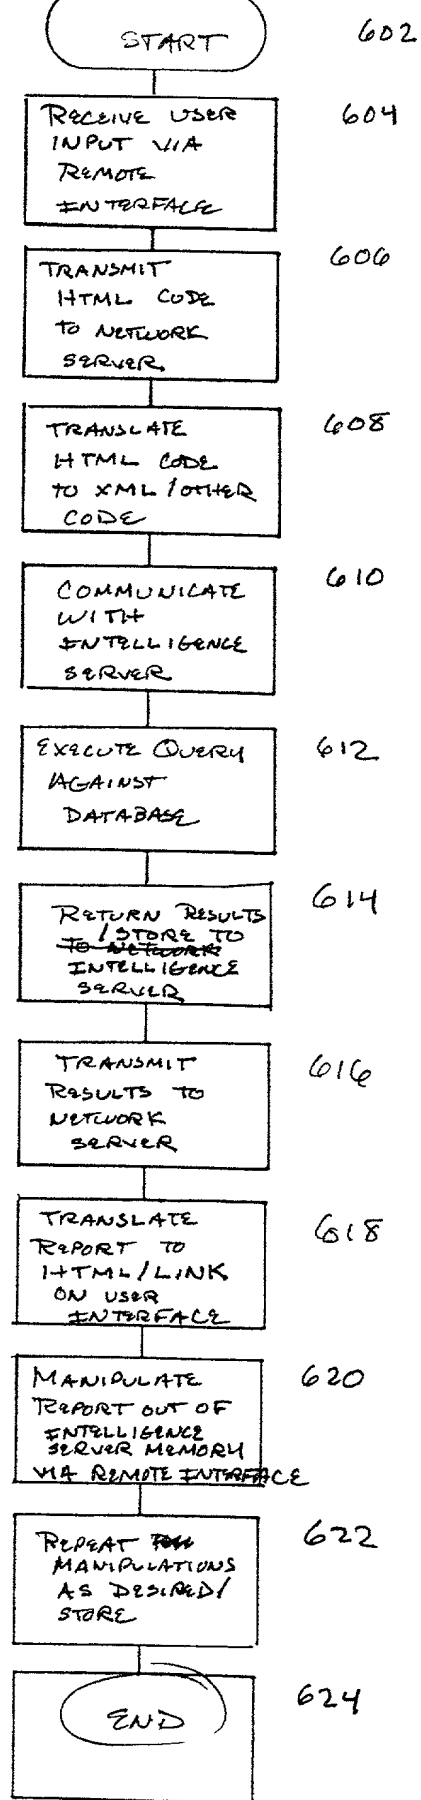 START 602
RECEIVE USER 604
INPUT VIA
REMOTE
INTERFACE
TRANSMIT 606
HTML CODE
TO NETWORK
SERVER
TRANSLATE 608
HTML CODE
TO XML/OTHER
CODE
COMMUNICATE 610
WITH
INTELLIGENCE
SERVER
EXECUTE QUERY 612
AGAINST
DATABASE
RETURN RESULTS 614
/STORE TO
TO NETWORK
INTELLIGENCE
SERVER
TRANSMIT 616
RESULTS TO
NETWORK
SERVER
TRANSLATE 618
REPORT TO
HTML/LINK
ON USER
INTERFACE
MANIPULATE 620
REPORT OUT OF
INTELLIGENCE
SERVER MEMORY
VIA REMOTE INTERFACE
REPEAT 622
MANIPULATIONS
AS DESIRED/
STORE
END 624